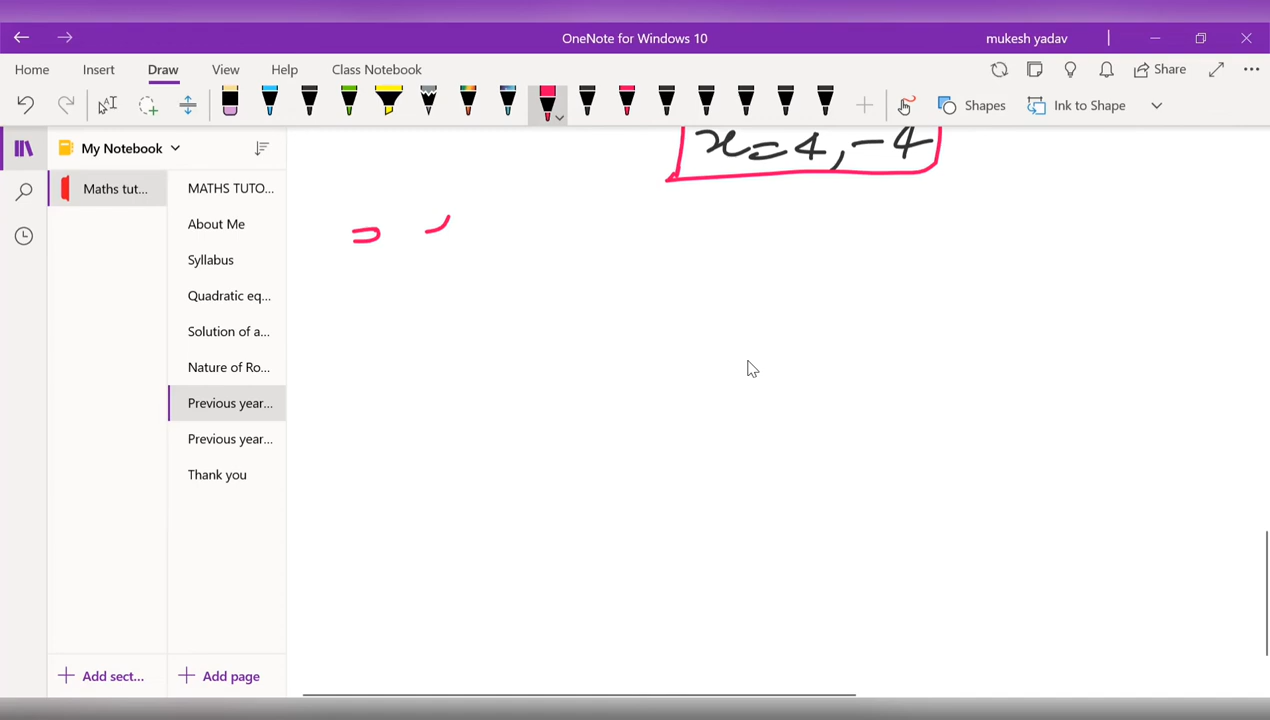 OneNote for Windows 10
mukesh yadav
Home Insert Draw View Help Class Notebook
Share
Shapes
Ink to Shape
My Notebook
Maths tut...
MATHS TUTO...
About Me
Syllabus
Quadratic eq...
Solution of a...
Nature of Ro...
Previous year...
Previous year...
Thank you
Add sect...
Add page
x=4,-4
=